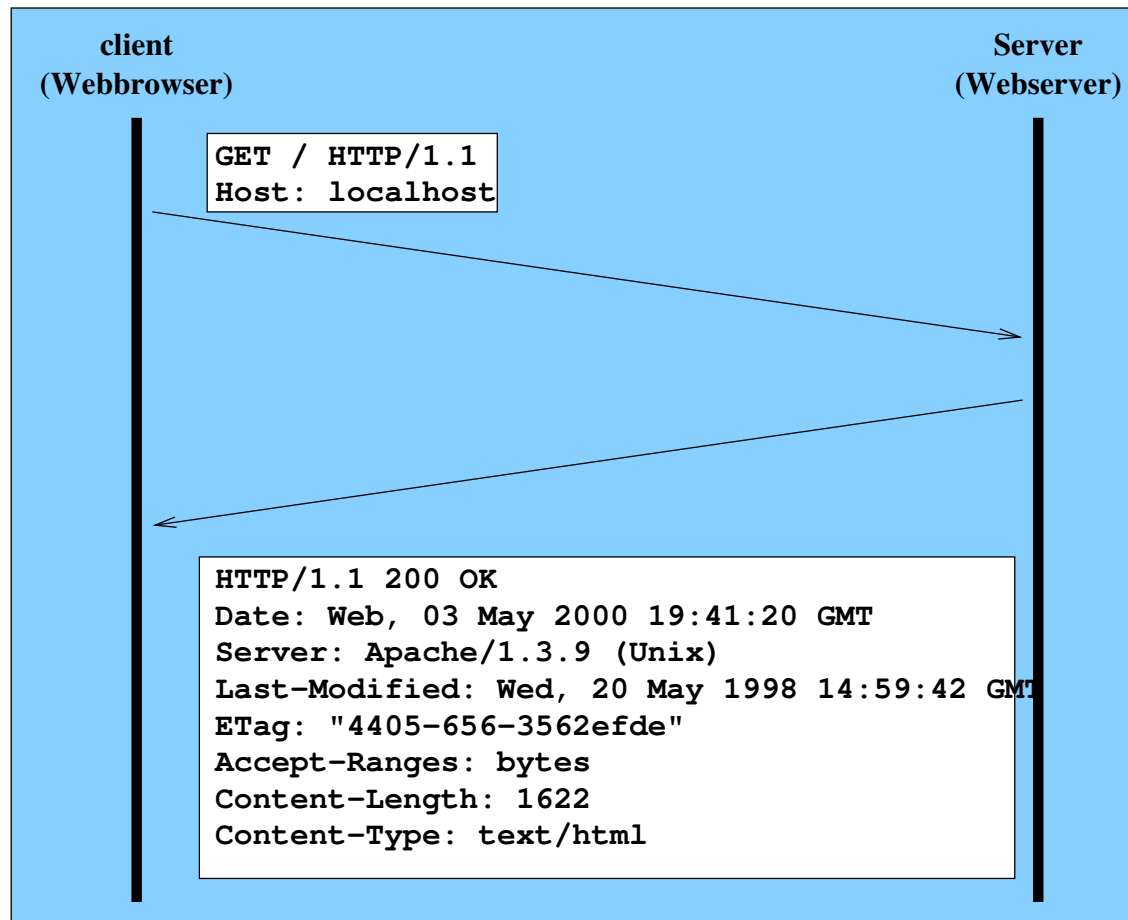 client
(Webbrowser)
Server
(Webserver)
GET / HTTP/1.1
Host: localhost
HTTP/1.1 200 OK
Date: Web, 03 May 2000 19:41:20 GMT
Server: Apache/1.3.9 (Unix)
Last-Modified: Wed, 20 May 1998 14:59:42 GMT
ETag: "4405-656-3562efde"
Accept-Ranges: bytes
Content-Length: 1622
Content-Type: text/html